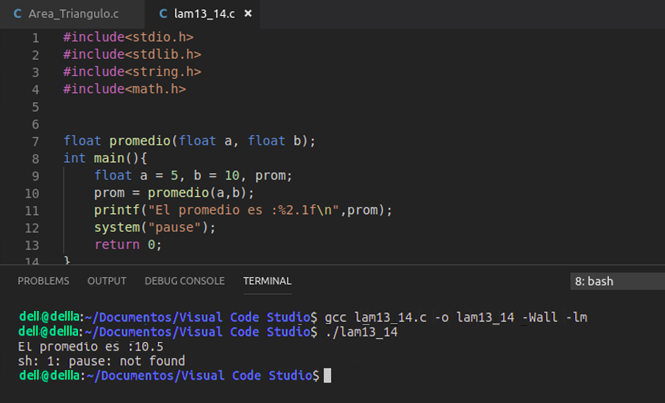 Area_Triangulo.c lam13_14.c
1 #include<stdio.h>
2 #include<stdlib.h>
3 #include<string.h>
4 #include<math.h>
5
6
7 float promedio(float a, float b);
8 int main(){
9 float a = 5, b = 10, prom;
10 prom = promedio(a,b);
11 printf("El promedio es :%2.1f\n",prom);
12 system("pause");
13 return 0;
14 }
PROBLEMS OUTPUT DEBUG CONSOLE TERMINAL 8: bash
dell@dellla:~/Documentos/Visual Code Studio$ gcc lam13_14.c -o lam13_14 -Wall -lm
dell@dellla:~/Documentos/Visual Code Studio$ ./lam13_14
El promedio es :10.5
sh: 1: pause: not found
dell@dellla:~/Documentos/Visual Code Studio$